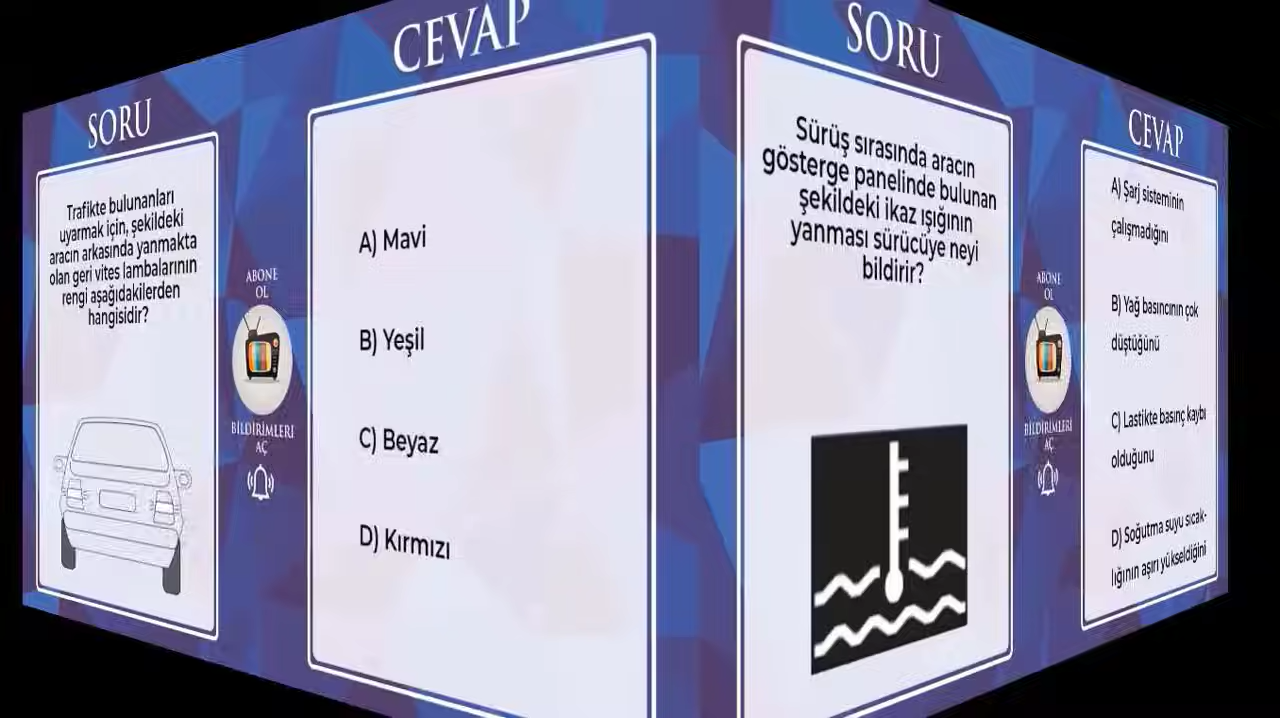 SORU
Trafikte bulunanları
uyarmak için, şekildeki
aracın arkasında yanmakta
olan geri vites lambalarının
rengi aşağıdakilerden
hangisidir?
ABONE
OL
BİLDİRİMLERİ
AÇ
CEVAP
A) Mavi
B) Yeşil
C) Beyaz
D) Kırmızı
SORU
Sürüş sırasında aracın
gösterge panelinde bulunan
şekildeki ikaz ışığının
yanması sürücüye neyi
bildirir?
ABONE
OL
BİLDİRİMLERİ
AÇ
CEVAP
A) Şarj sisteminin
çalışmadığını
B) Yağ basıncının çok
düştüğünü
C) Lastikte basınç kaybı
olduğunu
D) Soğutma suyu sıcak-
lığının aşırı yükseldiğini